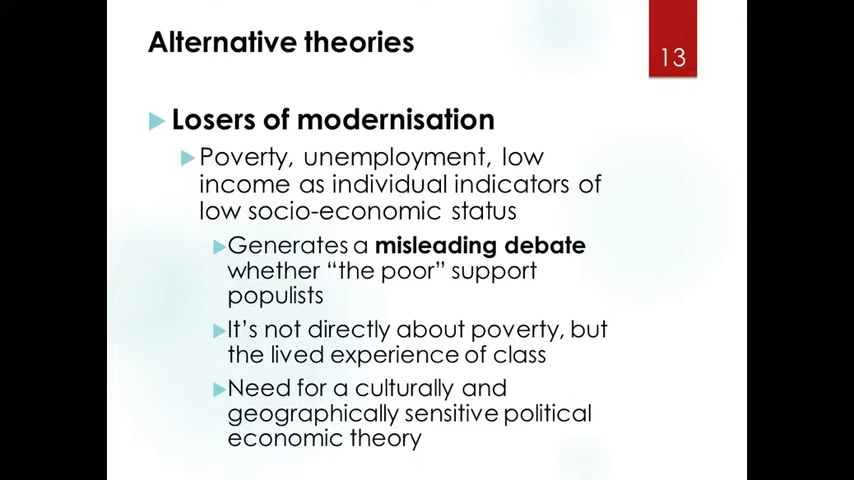 Alternative theories
13
Losers of modernisation
Poverty, unemployment, low
income as individual indicators of
low socio-economic status
Generates a misleading debate
whether “the poor” support
populists
It’s not directly about poverty, but
the lived experience of class
Need for a culturally and
geographically sensitive political
economic theory